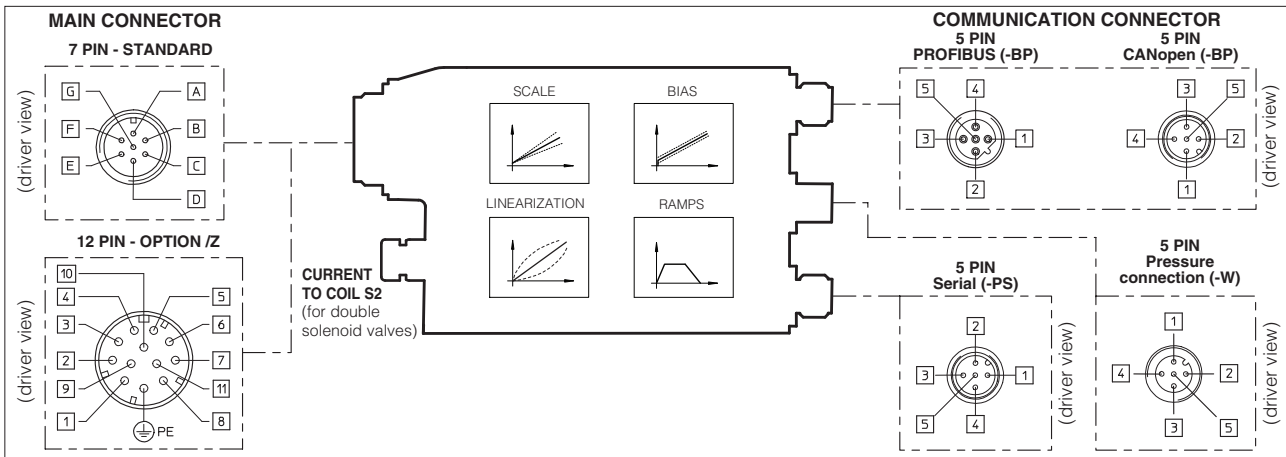 MAIN CONNECTOR
7 PIN - STANDARD
(driver view)
G
A
F
B
E
C
D
12 PIN - OPTION /Z
(driver view)
10
4
5
3
6
2
7
9
11
1
8
PE
CURRENT
TO COIL S2
(for double
solenoid valves)
SCALE
BIAS
LINEARIZATION
RAMPS
COMMUNICATION CONNECTOR
5 PIN
PROFIBUS (-BP)
5
4
3
1
2
5 PIN
CANopen (-BP)
3
5
4
2
1
(driver view)
5 PIN
Serial (-PS)
2
3
1
5
4
(driver view)
5 PIN
Pressure
connection (-W)
1
4
2
3
5
(driver view)